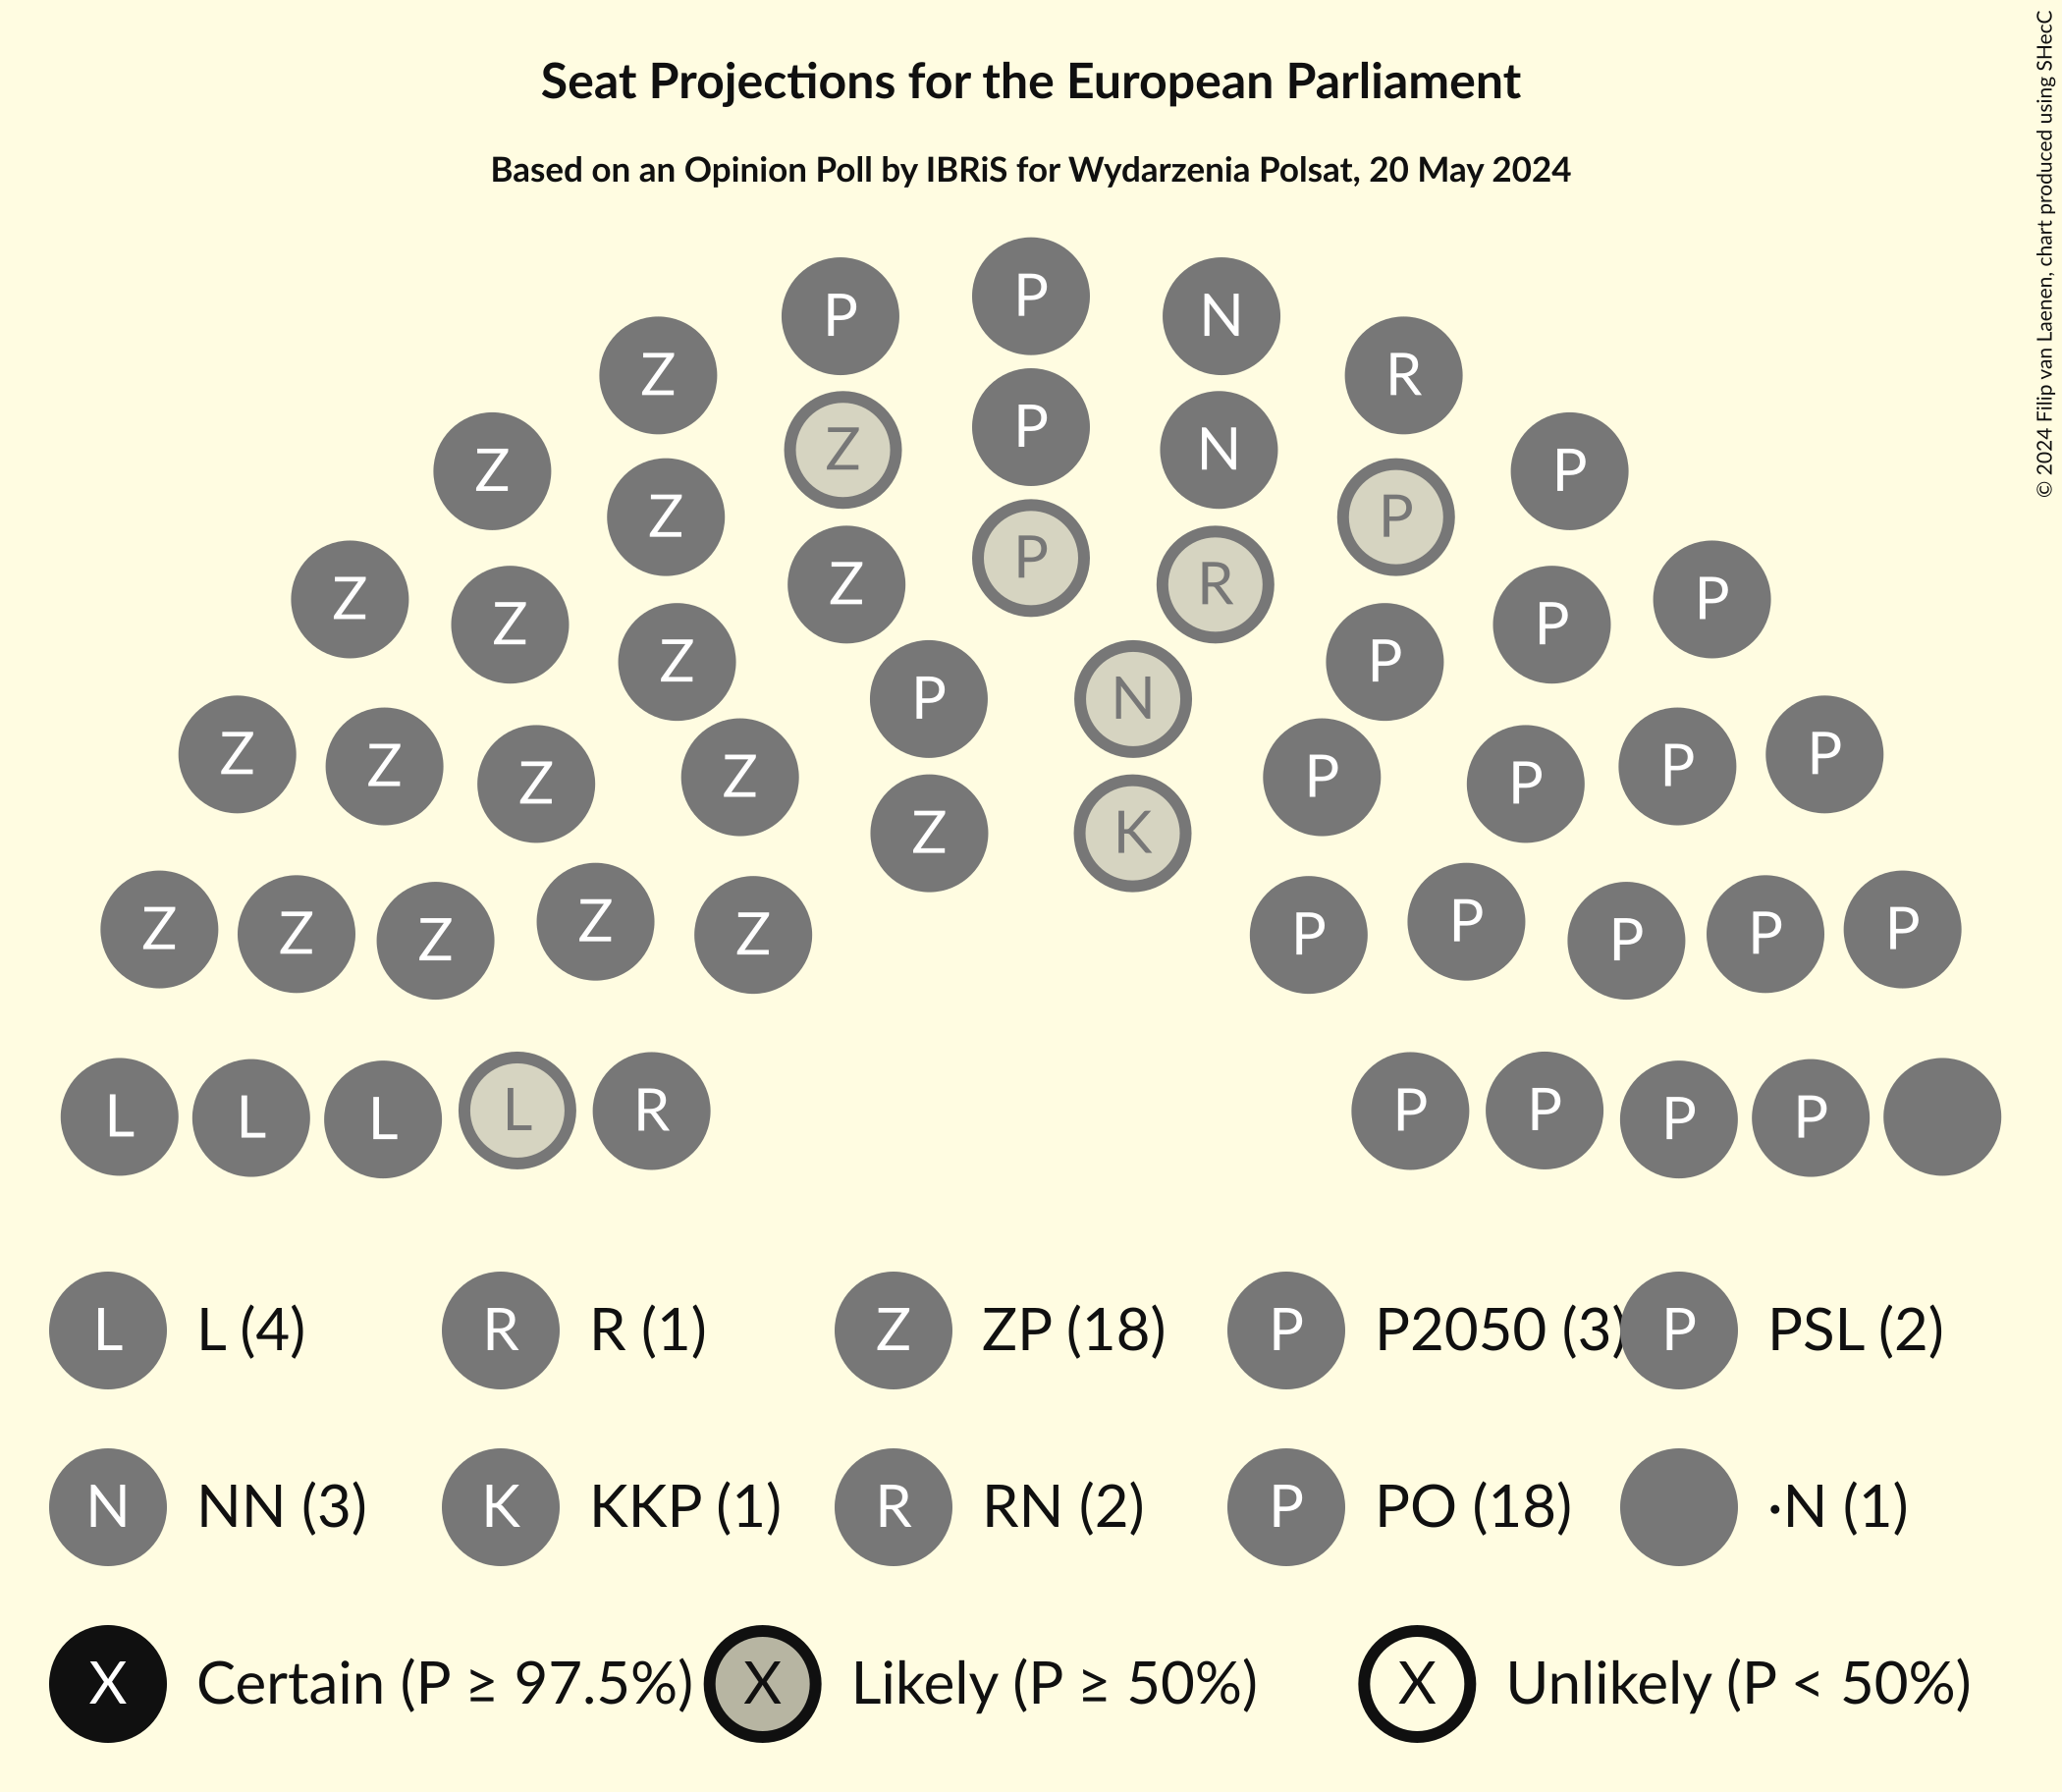 Seat Projections for the European Parliament
Based on an Opinion Poll by IBRiS for Wydarzenia Polsat, 20 May 2024
© 2024 Filip van Laenen, chart produced using SHecC
P P N
Z R
Z P N
Z P
Z P
Z P R
Z Z P P
Z P
P N
Z Z Z Z P P P P
Z K
Z Z Z Z Z P P P P P
L L L L R P P P P
L L (4) R R (1) Z ZP (18) P P2050 (3) P PSL (2)
N NN (3) K KKP (1) R RN (2) P PO (18) •N (1)
X Certain (P ≥ 97.5%) X Likely (P ≥ 50%) X Unlikely (P < 50%)